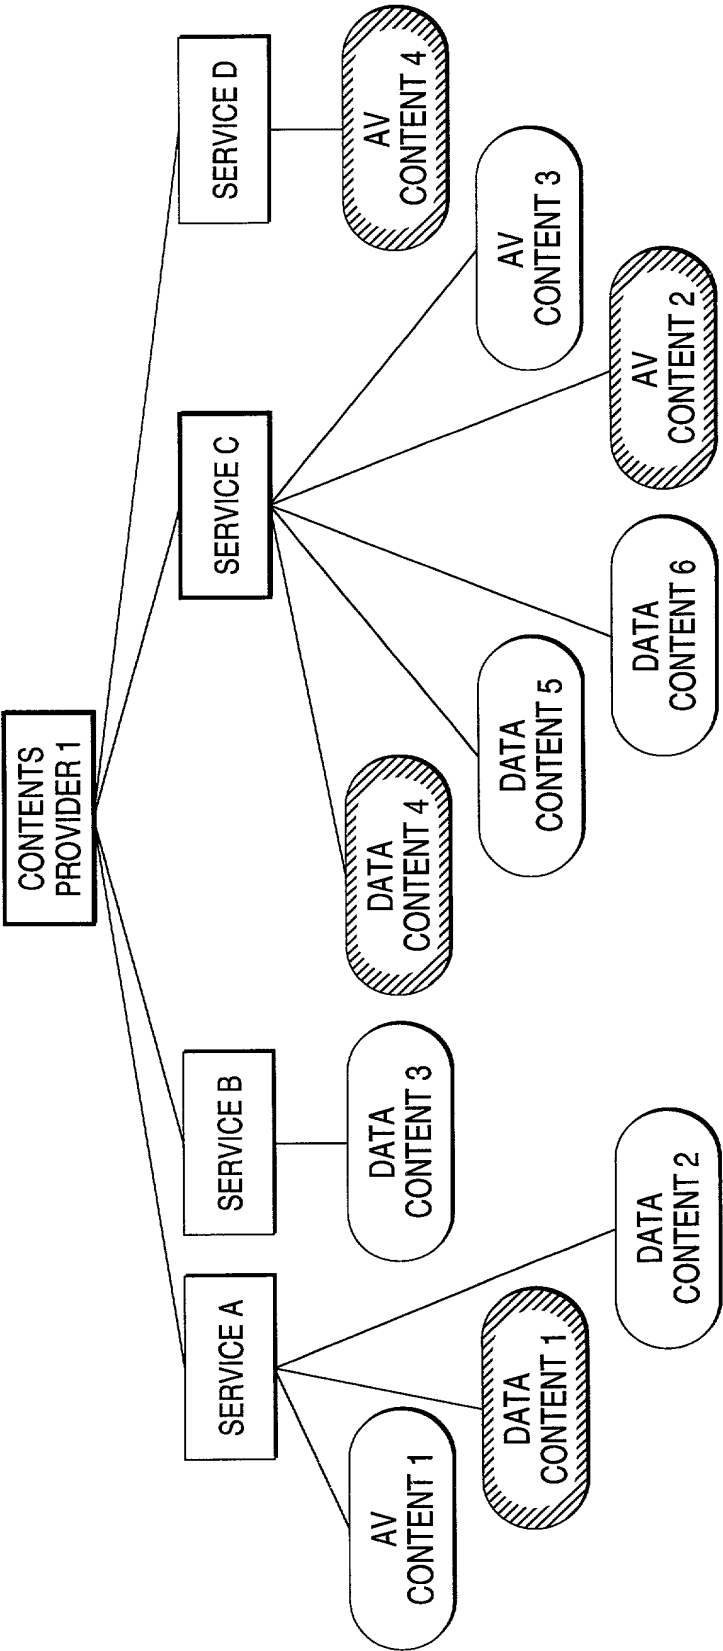 CONTENTS
PROVIDER 1
SERVICE A
SERVICE B
SERVICE C
SERVICE D
AV
CONTENT 1
DATA
CONTENT 1
DATA
CONTENT 2
DATA
CONTENT 3
DATA
CONTENT 4
DATA
CONTENT 5
DATA
CONTENT 6
AV
CONTENT 2
AV
CONTENT 3
AV
CONTENT 4